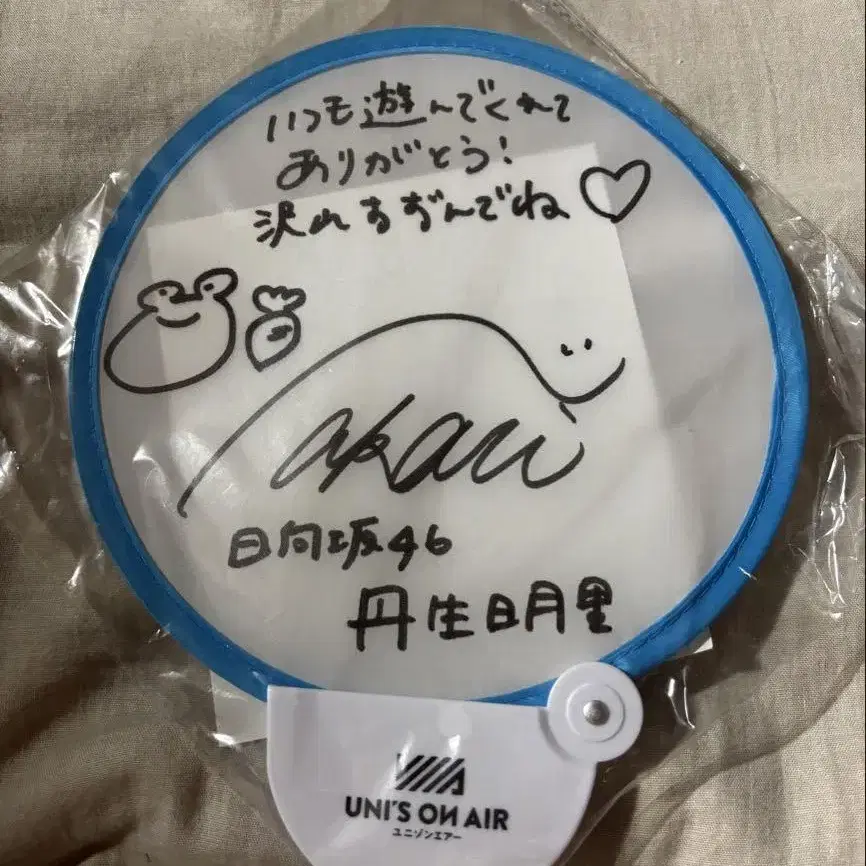 いつも遊んでくれて
ありがとう!
沢山すずんでね♡
akari
日向坂46
丹生明里
UNI'S ON AIR
ユニゾンエアー